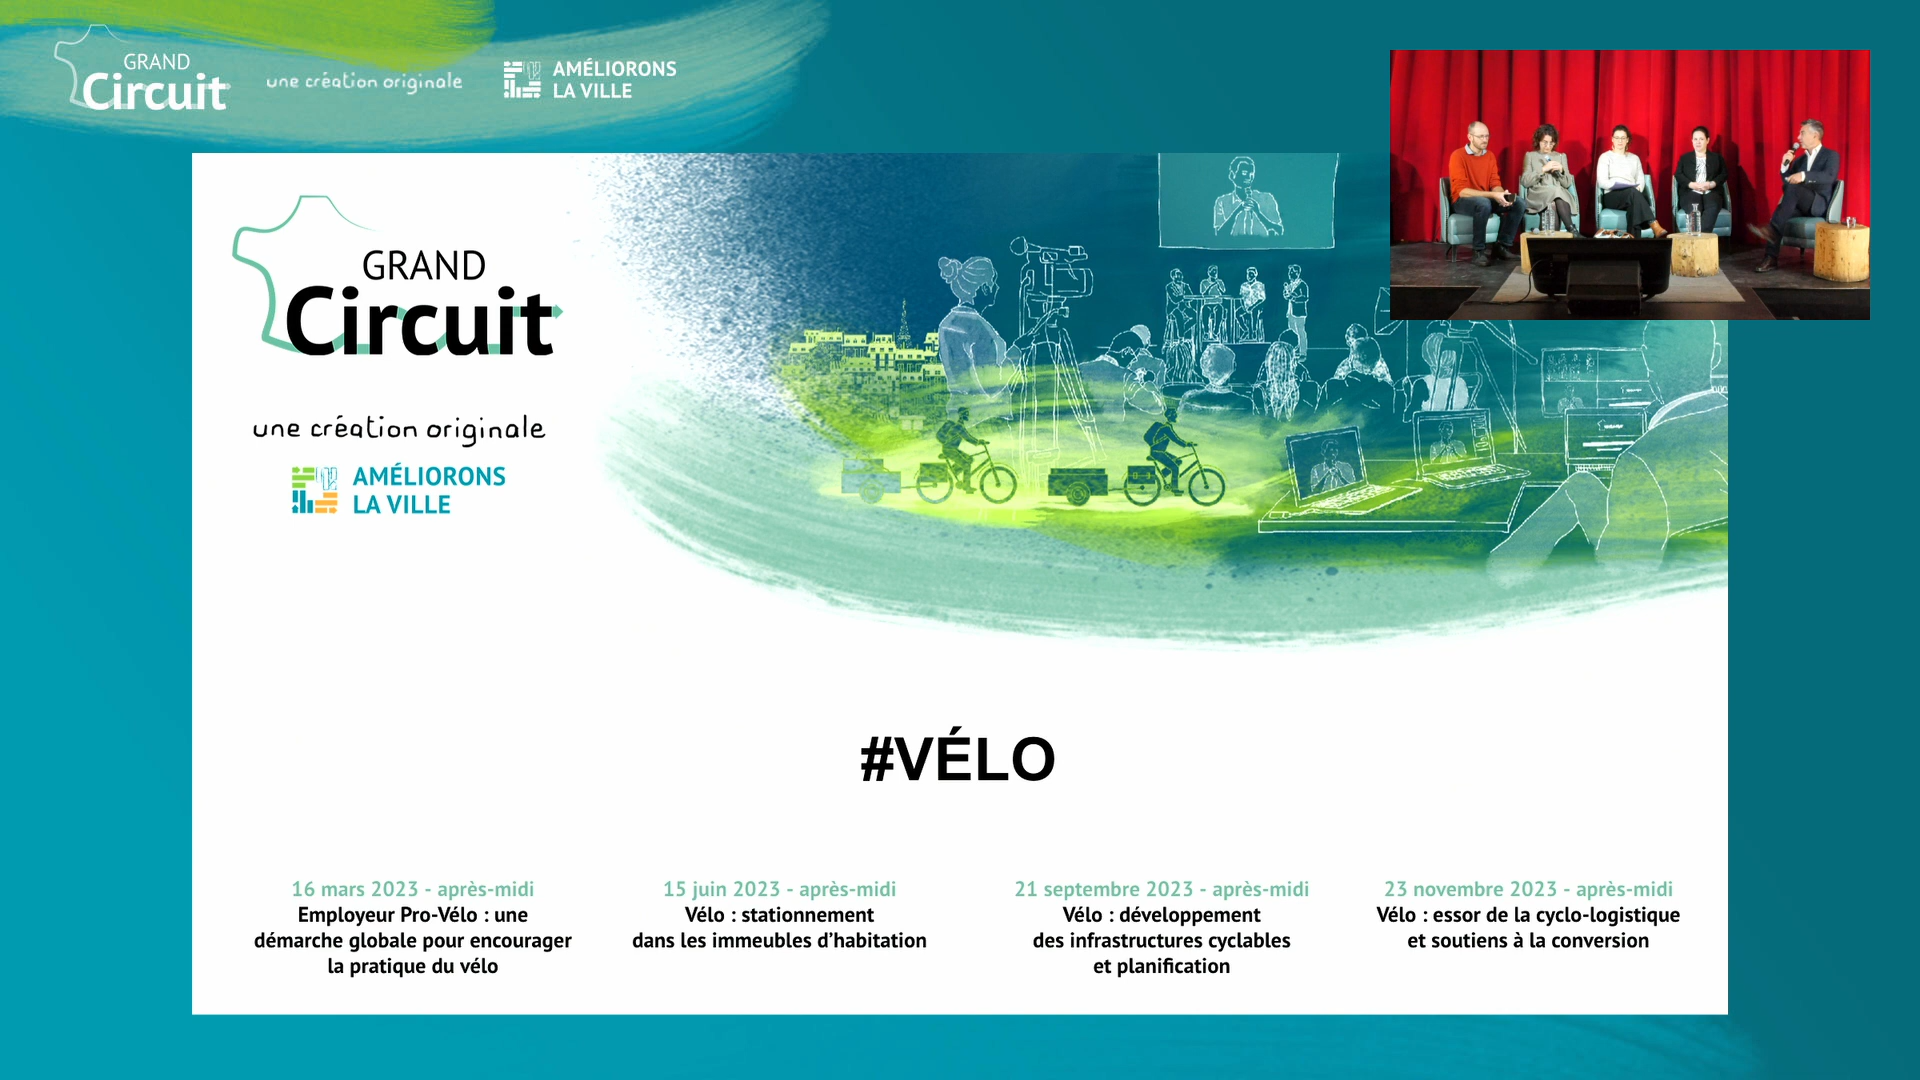 GRAND
Circuit
une création originale
AMÉLIORONS
LA VILLE
GRAND
Circuit
une création originale
AMÉLIORONS
LA VILLE
#VÉLO
16 mars 2023 - après-midi
Employeur Pro-Vélo : une
démarche globale pour encourager
la pratique du vélo
15 juin 2023 - après-midi
Vélo : stationnement
dans les immeubles d’habitation
21 septembre 2023 - après-midi
Vélo : développement
des infrastructures cyclables
et planification
23 novembre 2023 - après-midi
Vélo : essor de la cyclo-logistique
et soutiens à la conversion